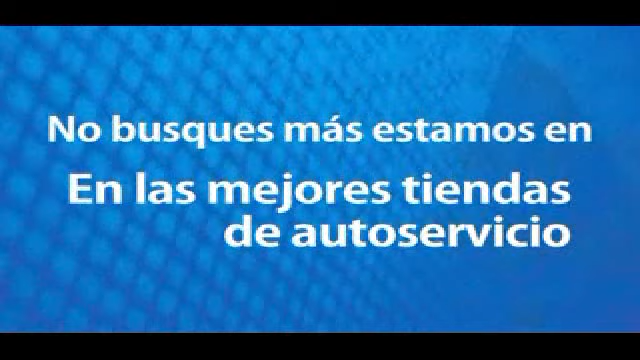 No busques más estamos en
En las mejores tiendas
de autoservicio